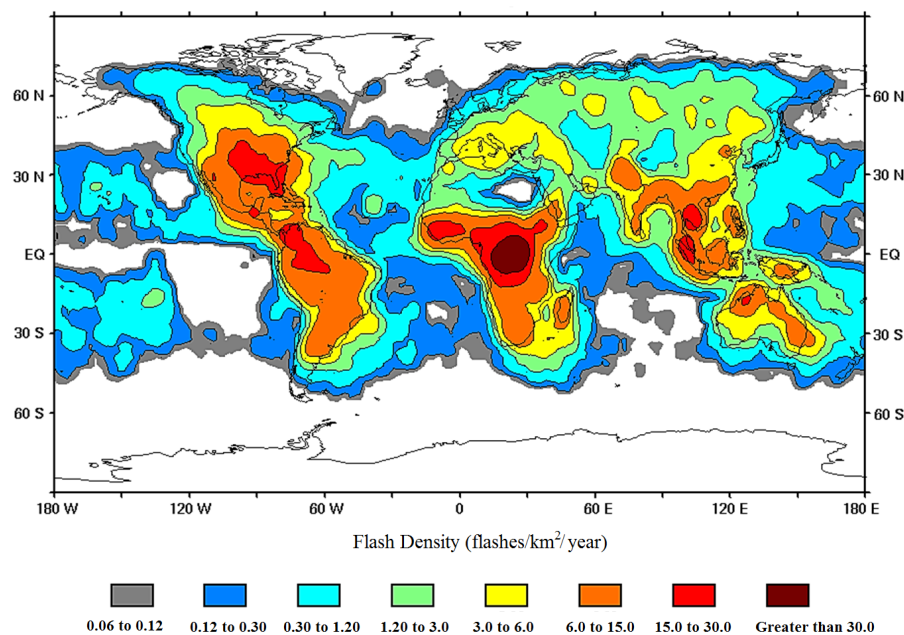 60 N
60 N
30 N
30 N
EQ
EQ
30 S
30 S
60 S
60 S
180 W
120 W
60 W
0
60 E
120 E
180 E
Flash Density (flashes/km²/year)
0.06 to 0.12
0.12 to 0.30
0.30 to 1.20
1.20 to 3.0
3.0 to 6.0
6.0 to 15.0
15.0 to 30.0
Greater than 30.0